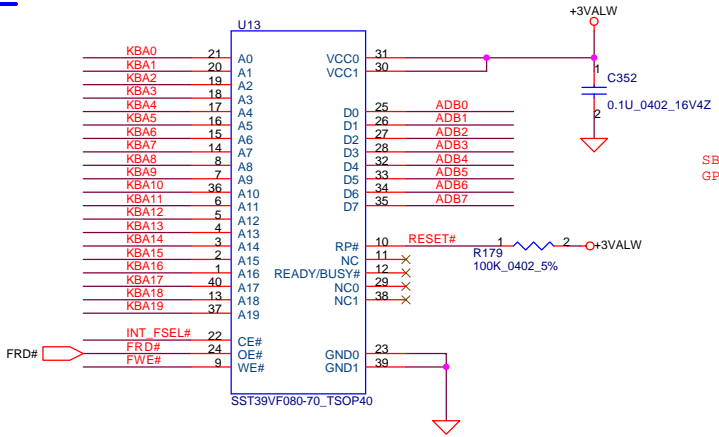 +3VALW
U13
KBA0 21 A0 VCC0 31
KBA1 20 A1 VCC1 30
KBA2 19 A2
KBA3 18 A3
KBA4 17 A4 D0 25 ADB0
KBA5 16 A5 D1 26 ADB1
KBA6 15 A6 D2 27 ADB2
KBA7 14 A7 D3 28 ADB3
KBA8 8 A8 D4 32 ADB4
KBA9 7 A9 D5 33 ADB5
KBA10 36 A10 D6 34 ADB6
KBA11 6 A11 D7 35 ADB7
KBA12 5 A12
KBA13 4 A13
KBA14 3 A14 RP# 10 RESET# 1 2 +3VALW
KBA15 2 A15 NC 11
KBA16 1 A16 READY/BUSY# 12
KBA17 40 A17 NC0 29
KBA18 13 A18 NC1 38
KBA19 37 A19
R179
100K_0402_5%
1
C352
0.1U_0402_16V4Z
2
SB
GP
INT_FSEL# 22 CE#
FRD# FRD# 24 OE# GND0 23
FWE# 9 WE# GND1 39
SST39VF080-70_TSOP40